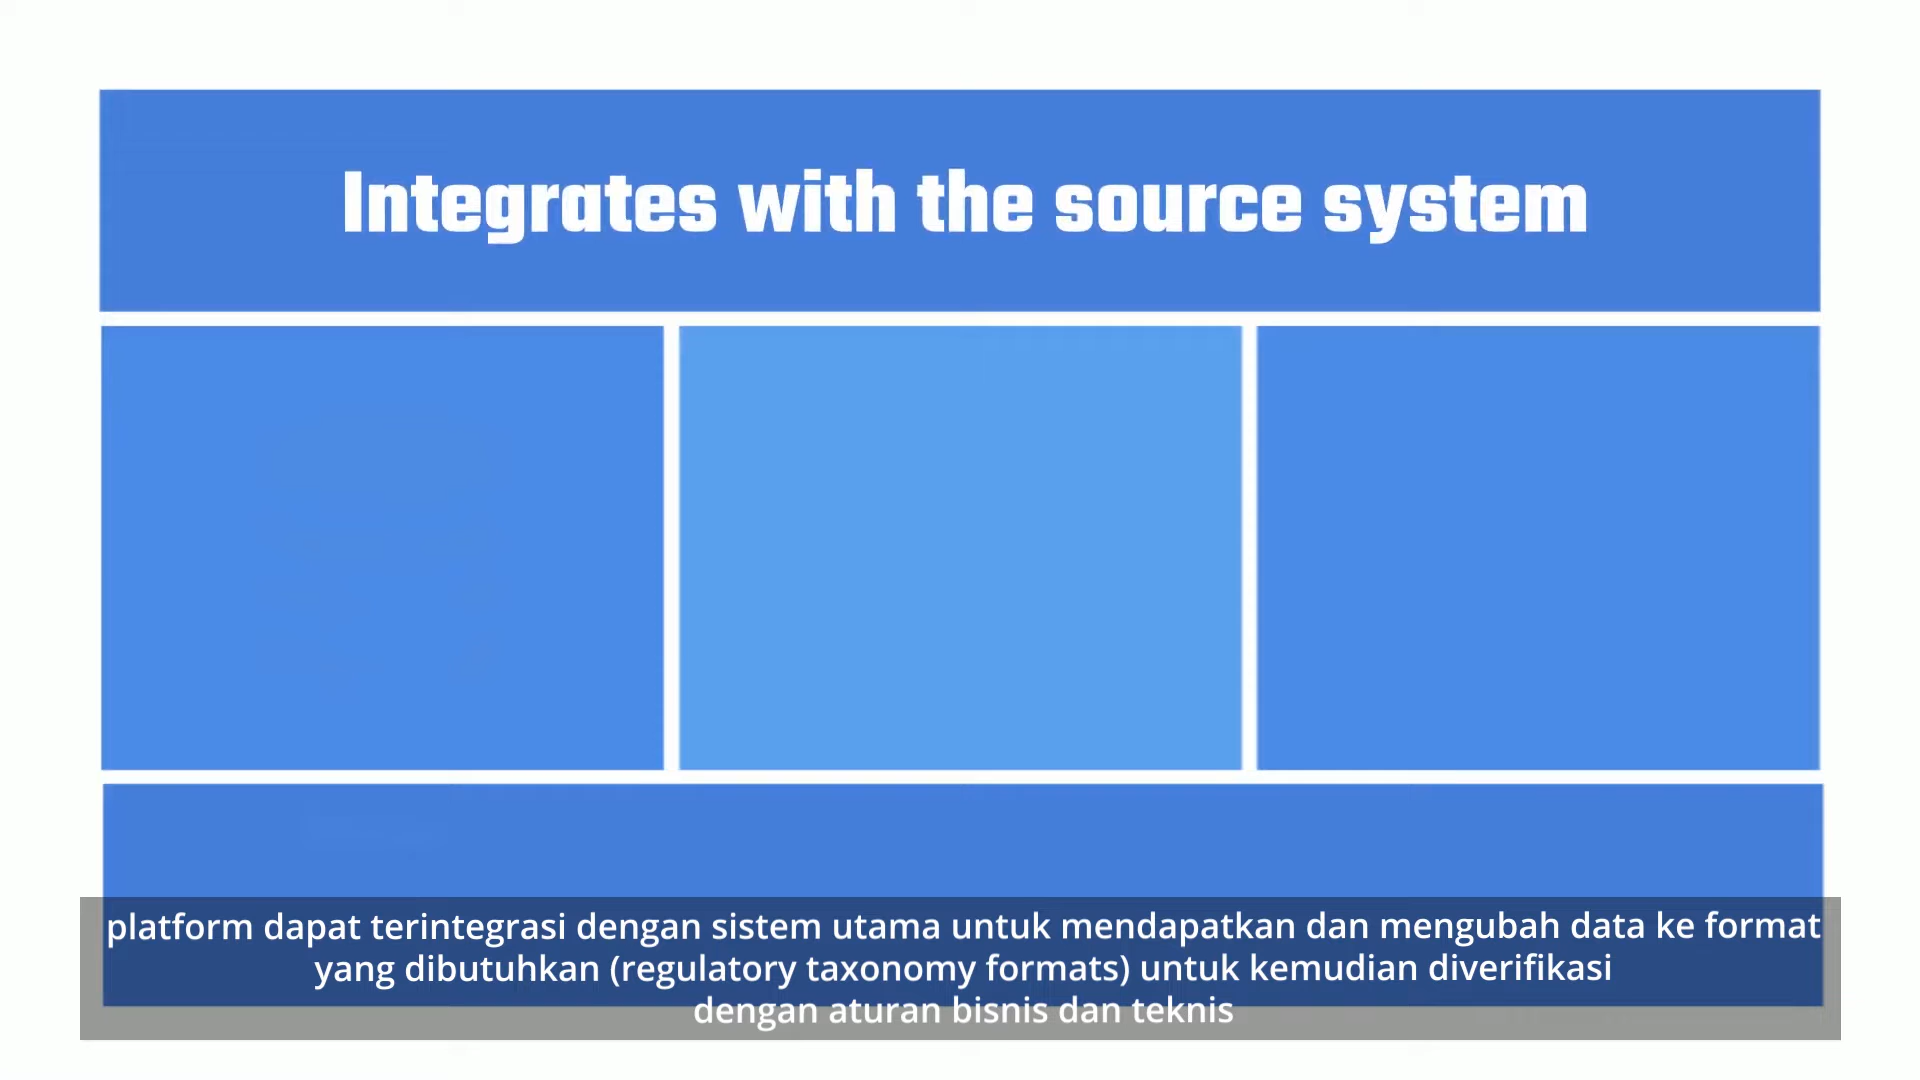 Integrates with the source system
platform dapat terintegrasi dengan sistem utama untuk mendapatkan dan mengubah data ke format
yang dibutuhkan (regulatory taxonomy formats) untuk kemudian diverifikasi
dengan aturan bisnis dan teknis